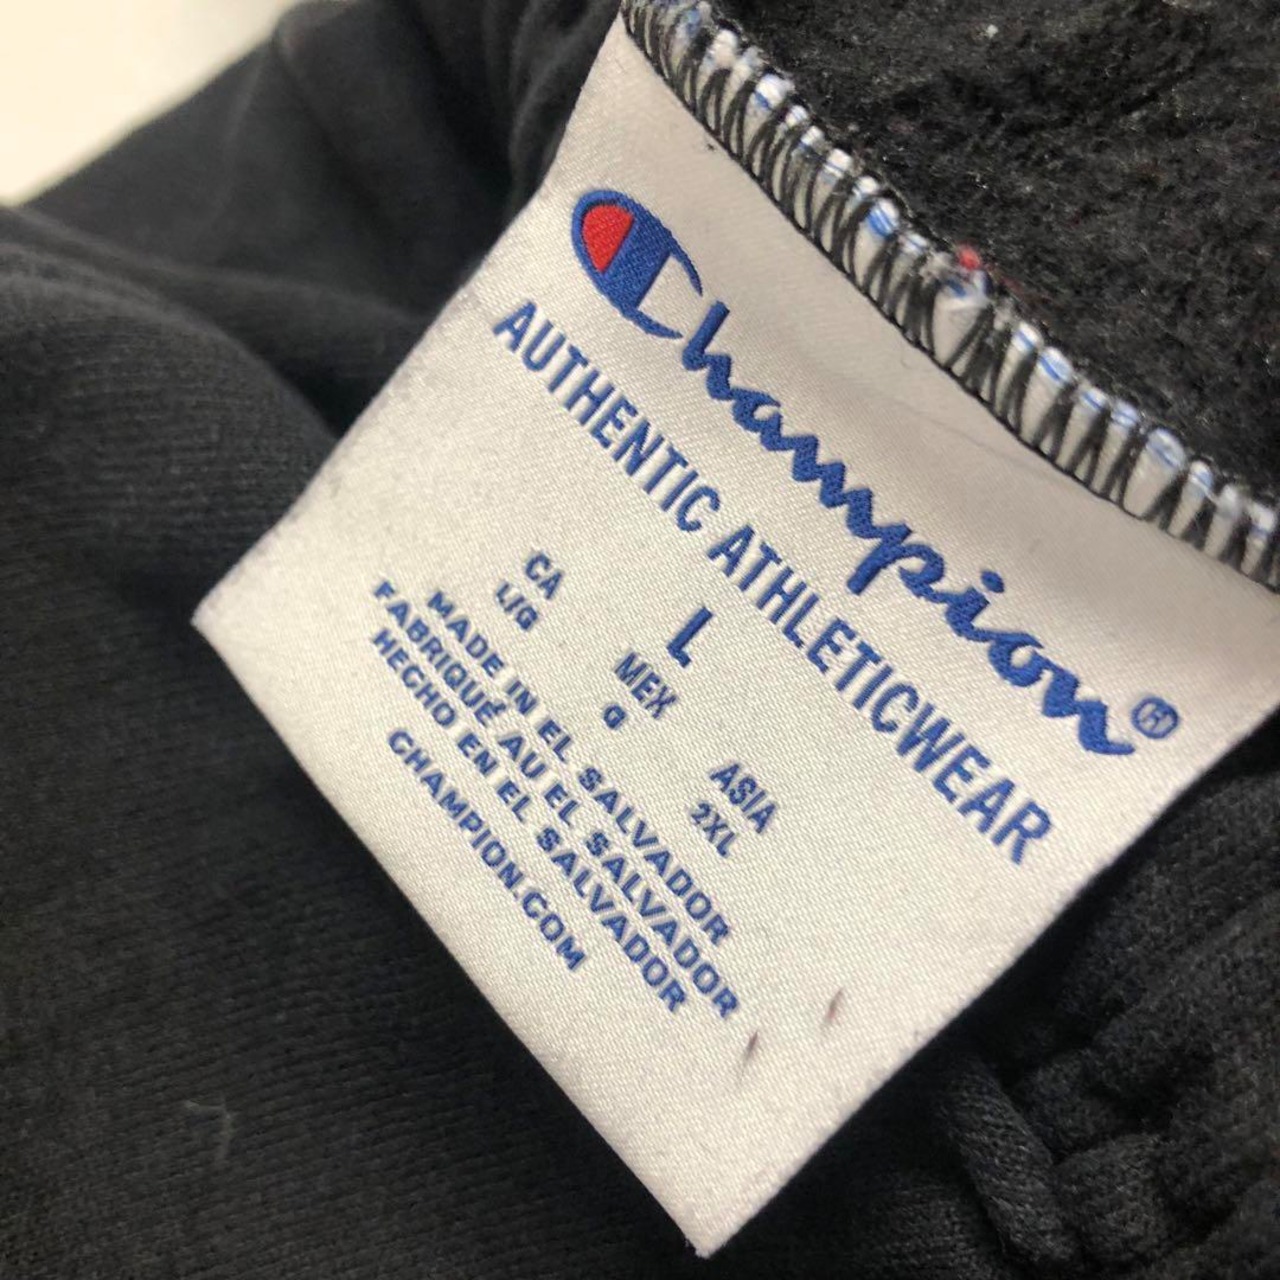 Champion®
AUTHENTIC ATHLETICWEAR
L
CA MEX ASIA
L/G G 2XL
MADE IN EL SALVADOR
FABRIQUÉ AU EL SALVADOR
HECHO EN EL SALVADOR
CHAMPION.COM